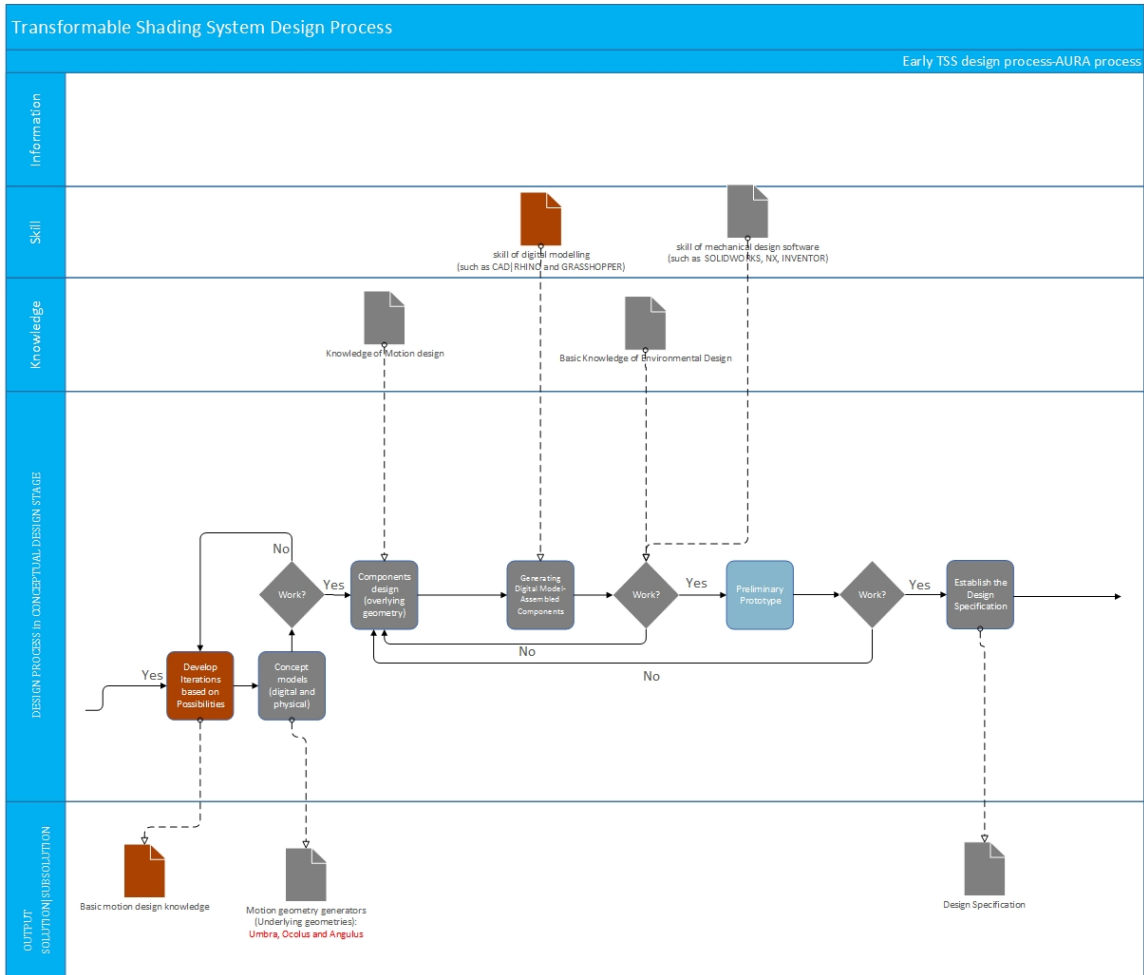 Transformable Shading System Design Process
Early TSS design process-AURA process
Information
Skill
skill of digital modelling
(such as CAD|RHINO and GRASSHOPPER)
skill of mechanical design software
(such as SOLIDWORKS, NX, INVENTOR)
Knowledge
Knowledge of Motion design
Basic Knowledge of Environmental Design
DESIGN PROCESS in CONCEPTUAL DESIGN STAGE
Yes
Develop
Iterations
based on
Possibilities
Concept
models
(digital and
physical)
No
Work?
Yes
Components
design
(overlying
geometry)
Generating
Digital Model-
Assembled
Components
Work?
No
Yes
Preliminary
Prototype
Work?
No
Yes
Establish the
Design
Specification
OUTPUT
SOLUTION|SUBSOLUTION
Basic motion design knowledge
Motion geometry generators
(Underlying geometries):
Umbra, Ocolus and Angulus
Design Specification